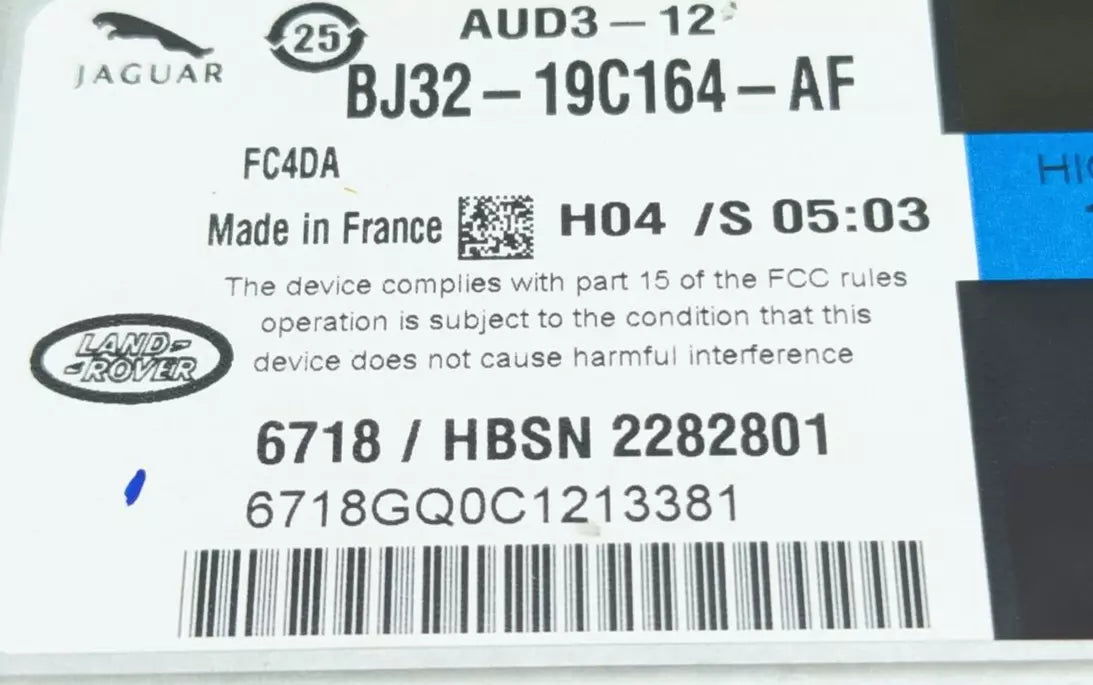 JAGUAR
25
AUD3-12
BJ32-19C164-AF
FC4DA
Made in France
H04 /S 05:03
The device complies with part 15 of the FCC rules
operation is subject to the condition that this
device does not cause harmful interference
LAND-
-ROVER
6718 / HBSN 2282801
6718GQ0C1213381